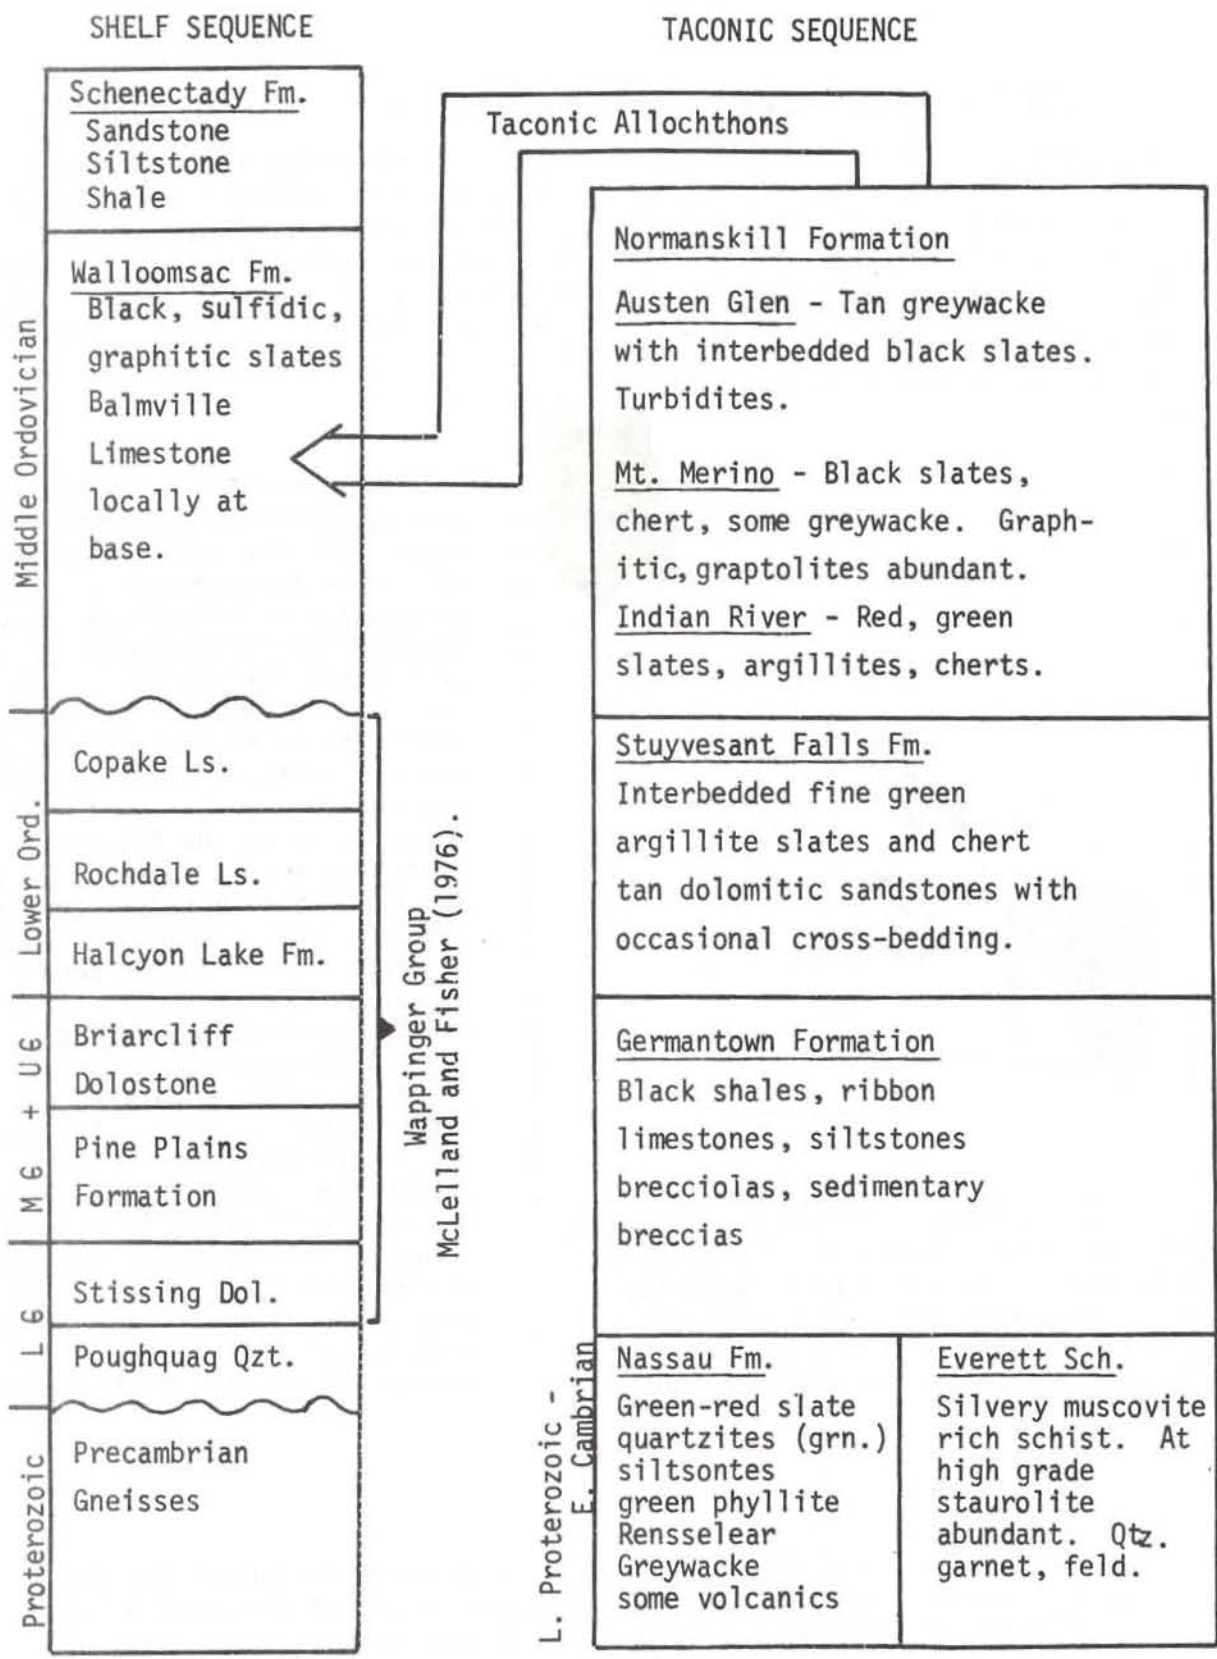 SHELF SEQUENCE
Schenectady Fm.
Sandstone
Siltstone
Shale
Walloomsac Fm.
Black, sulfidic,
graphitic slates
Balmville
Limestone
locally at
base.
Copake Ls.
Rochdale Ls.
Halcyon Lake Fm.
Briarcliff
Dolostone
Pine Plains
Formation
Stissing Dol.
Poughquag Qzt.
Precambrian
Gneisses
Middle Ordovician
Lower Ord.
M Ꞓ + U Ꞓ
L Ꞓ
Proterozoic
Wappinger Group
McLelland and Fisher (1976).
TACONIC SEQUENCE
Taconic Allochthons
Normanskill Formation
Austen Glen - Tan greywacke
with interbedded black slates.
Turbidites.
Mt. Merino - Black slates,
chert, some greywacke. Graph-
itic, graptolites abundant.
Indian River - Red, green
slates, argillites, cherts.
Stuyvesant Falls Fm.
Interbedded fine green
argillite slates and chert
tan dolomitic sandstones with
occasional cross-bedding.
Germantown Formation
Black shales, ribbon
limestones, siltstones
brecciolas, sedimentary
breccias
L. Proterozoic -
E. Cambrian
Nassau Fm.
Green-red slate
quartzites (grn.)
siltsontes
green phyllite
Rensselear
Greywacke
some volcanics
Everett Sch.
Silvery muscovite
rich schist. At
high grade
staurolite
abundant. Qtz.
garnet, feld.